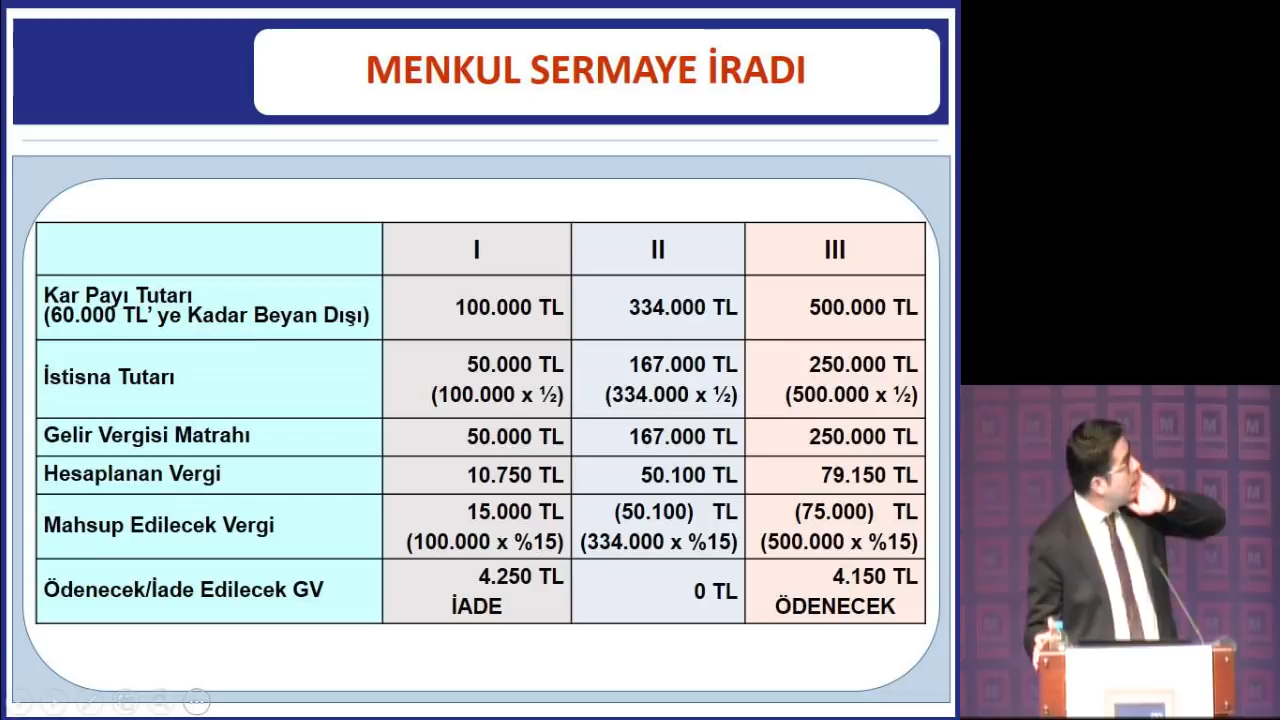 MENKUL SERMAYE İRADI
I II III
Kar Payı Tutarı
(60.000 TL' ye Kadar Beyan Dışı) 100.000 TL 334.000 TL 500.000 TL
İstisna Tutarı 50.000 TL 167.000 TL 250.000 TL
(100.000 x ½) (334.000 x ½) (500.000 x ½)
Gelir Vergisi Matrahı 50.000 TL 167.000 TL 250.000 TL
Hesaplanan Vergi 10.750 TL 50.100 TL 79.150 TL
Mahsup Edilecek Vergi 15.000 TL (50.100) TL (75.000) TL
(100.000 x %15) (334.000 x %15) (500.000 x %15)
Ödenecek/İade Edilecek GV 4.250 TL 0 TL 4.150 TL
İADE ÖDENECEK